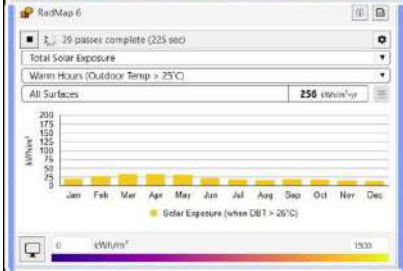 RadMap 6
39 passes complete (225 sec)
Total Solar Exposure
Warm Hours (Outdoor Temp > 25°C)
All Surfaces 256 kWh/m²·yr
200
175
150
125
100
75
50
25
0
kWh/m²
Jan Feb Mar Apr May Jun Jul Aug Sep Oct Nov Dec
Solar Exposure (when DBT > 26°C)
0 kWh/m² 1500